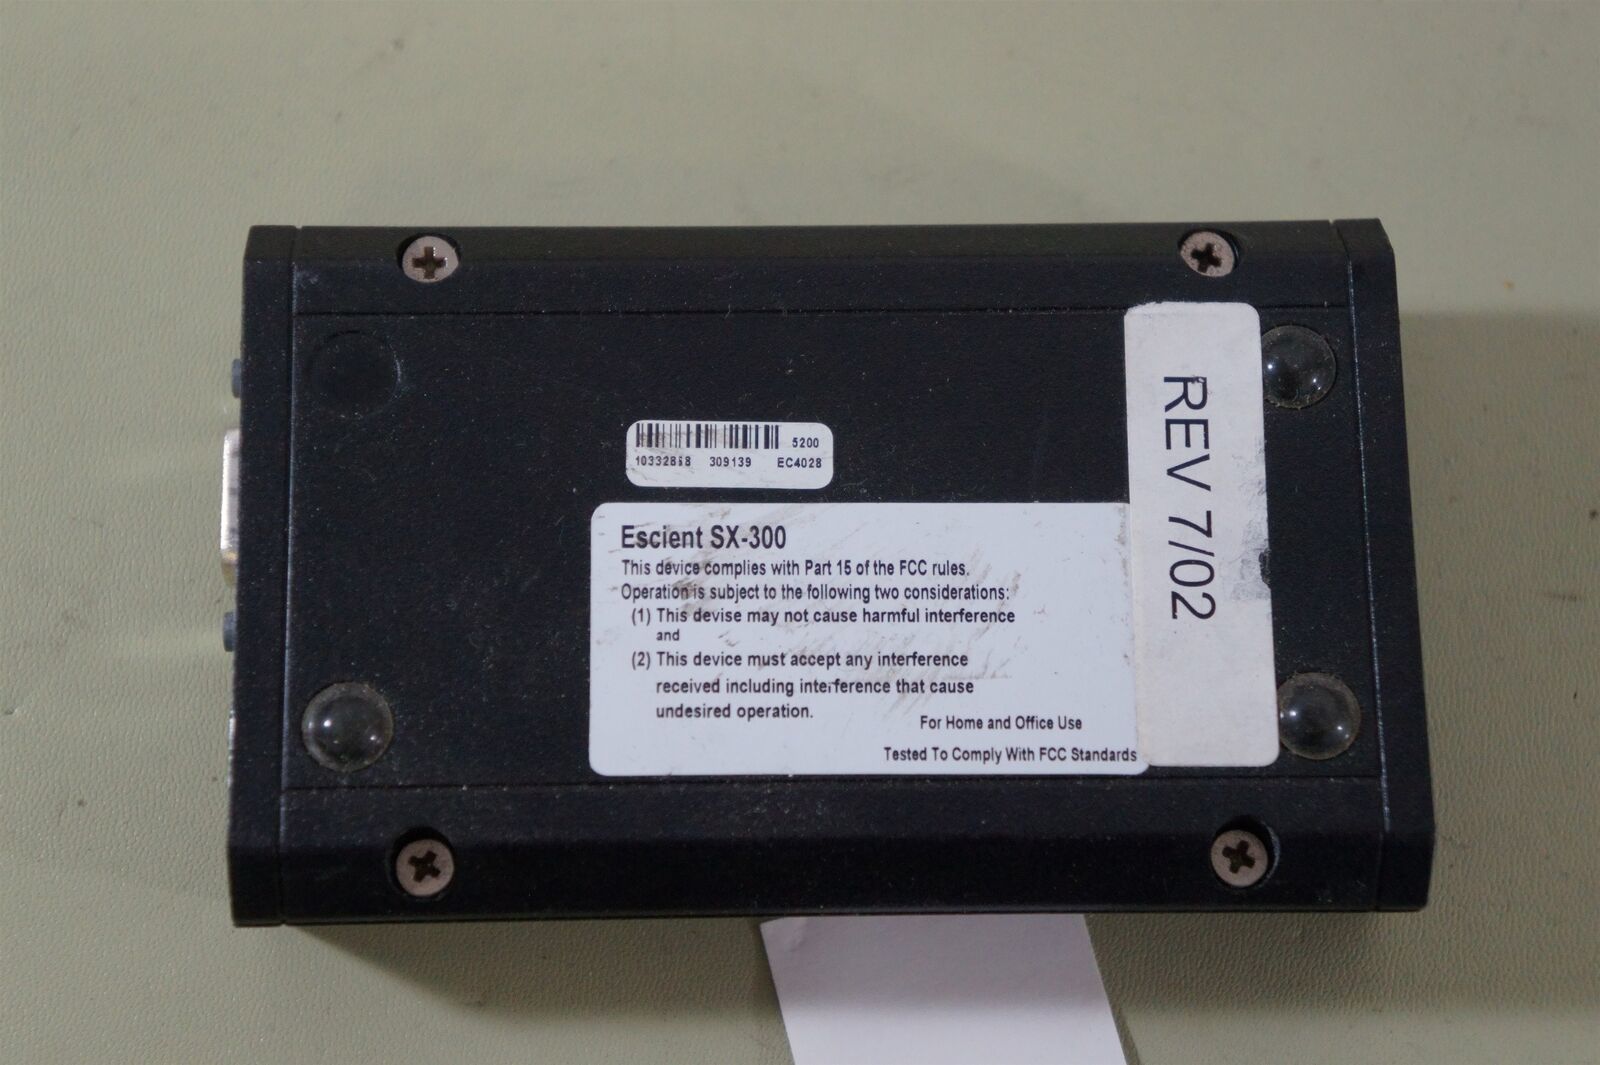 5200
309139 EC4028
Escient SX-300
This device complies with Part 15 of the FCC rules.
Operation is subject to the following two considerations:
(1) This devise may not cause harmful interference
and
(2) This device must accept any interference
received including interference that cause
undesired operation.
For Home and Office Use
Tested To Comply With FCC Standards
REV 7/02